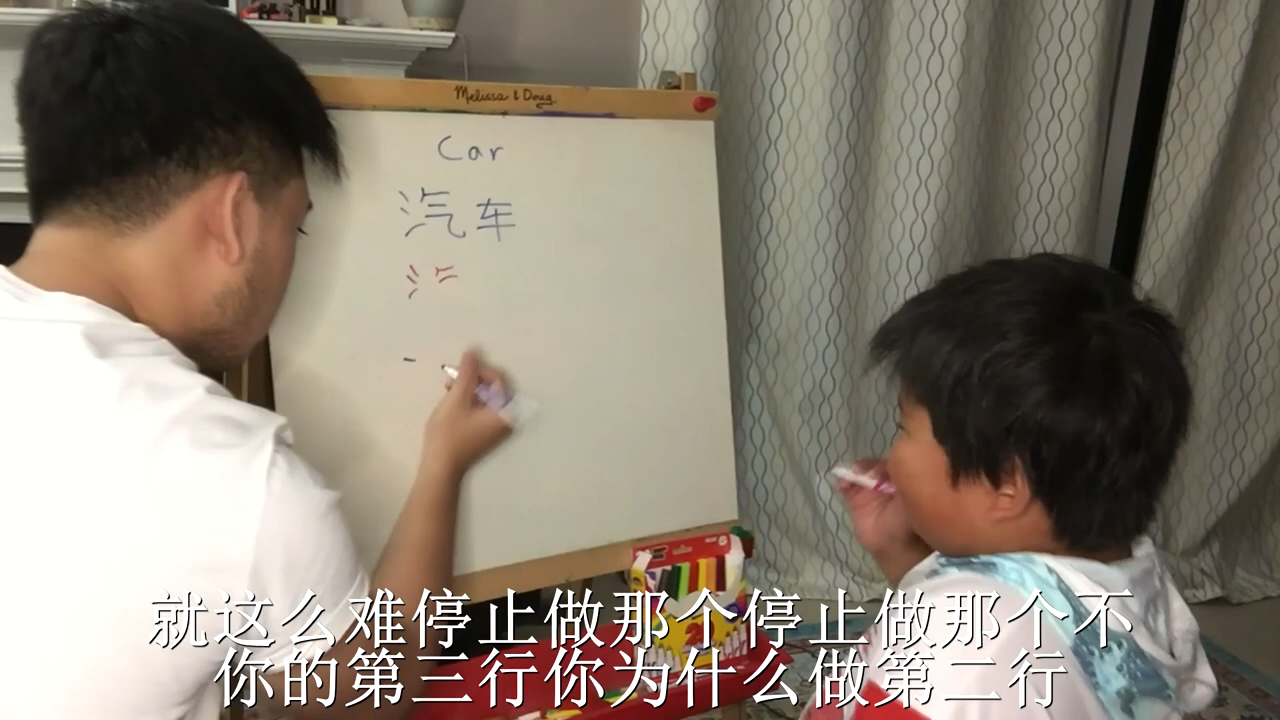 Melissa & Doug
Car
汽车
就这么难停止做那个停止做那个不
你的第三行你为什么做第二行